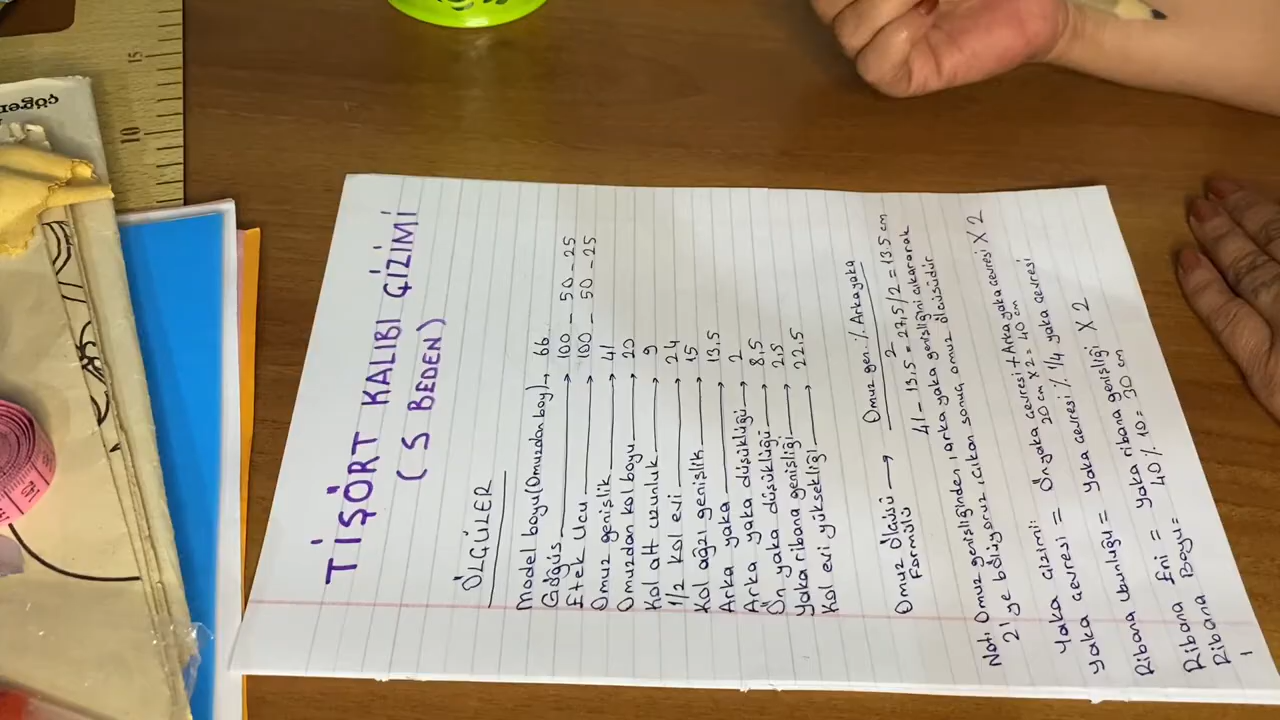 TİŞÖRT KALIBI ÇİZİMİ
( S BEDEN)
ÖLÇÜLER
Model boyu (Omuzdan boy) → 66
Göğüs → 100 - 50 - 25
Etek Ucu → 100 - 50 - 25
Omuz genişlik → 41
Omuzdan kol boyu → 20
Kol alt uzunluk → 9
1/2 kol evi → 24
Kol ağzı genişlik → 15
Arka yaka → 13,5
Arka yaka düşüklüğü → 2
Ön yaka düşüklüğü → 8,5
Yaka ribana genişliği → 2,5
Kol evi yüksekliği → 22,5
Omuz Ölçüsü → Omuz gen. / Arka yaka
Formülü 2
41 - 13.5 = 27,5 / 2 = 13.5 cm
Not: Omuz genişliğinden, arka yaka genişliğini çıkararak
2'ye bölüyoruz, çıkan sonuç omuz ölçüsüdür
Yaka Çizimi:
Yaka çevresi = Ön yaka çevresi + Arka yaka çevresi X 2
20 cm X 2 = 40 cm
Ribana Uzunluğu = yaka çevresi % 1/4 yaka çevresi
Ribana Eni = yaka ribana genişliği X 2
Ribana Boyu = 40 % 10 = 30 cm
15
10
çöğen
142